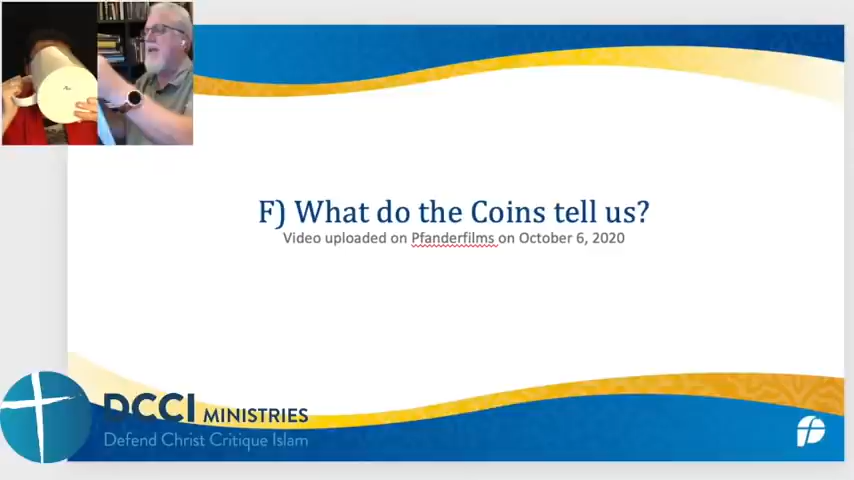 F) What do the Coins tell us?
Video uploaded on Pfanderfilms on October 6, 2020
DCCI MINISTRIES
Defend Christ Critique Islam